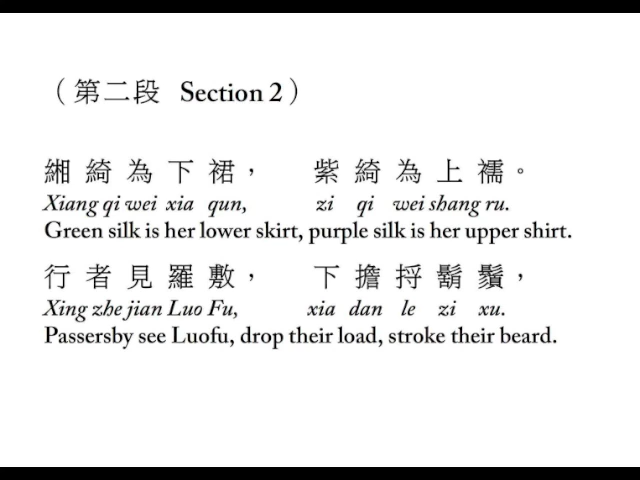 （第二段 Section 2）
緗綺為下裙， 紫綺為上襦。
Xiang qi wei xia qun, zi qi wei shang ru.
Green silk is her lower skirt, purple silk is her upper shirt.
行者見羅敷， 下擔捋髯鬚，
Xing zhe jian Luo Fu, xia dan le zi xu.
Passersby see Luofu, drop their load, stroke their beard.